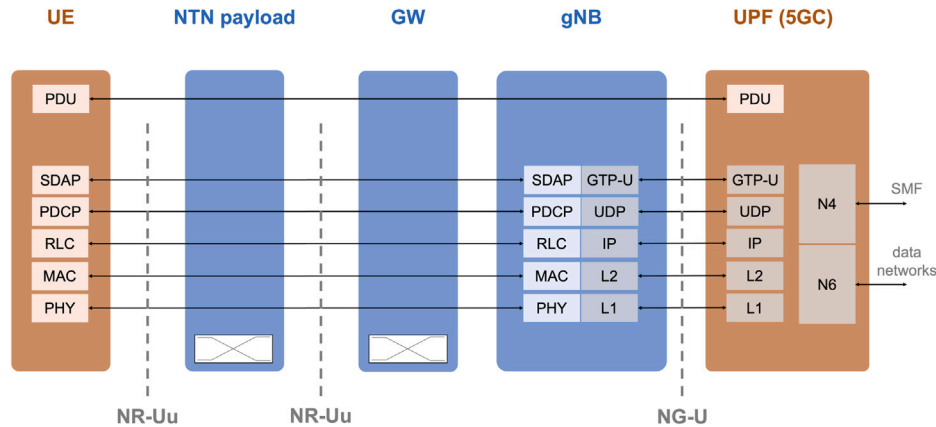 UE NTN payload GW gNB UPF (5GC)
PDU PDU
SDAP SDAP GTP-U GTP-U
N4 SMF
PDCP PDCP UDP UDP
RLC RLC IP IP
data
networks
MAC MAC L2 L2
N6
PHY PHY L1 L1
NR-Uu NR-Uu NG-U